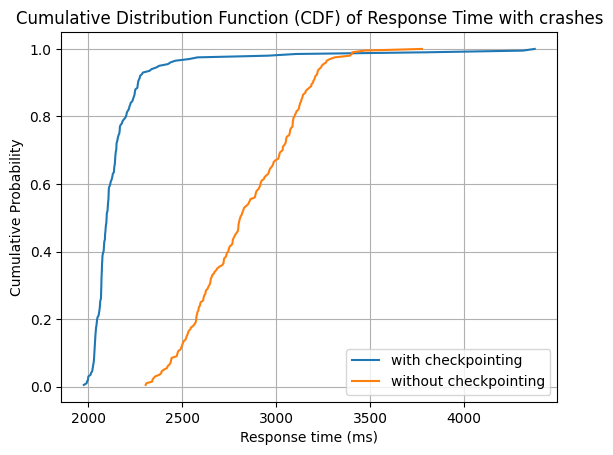 Cumulative Distribution Function (CDF) of Response Time with crashes
1.0
0.8
0.6
0.4
0.2
0.0
Cumulative Probability
with checkpointing
without checkpointing
2000 2500 3000 3500 4000
Response time (ms)